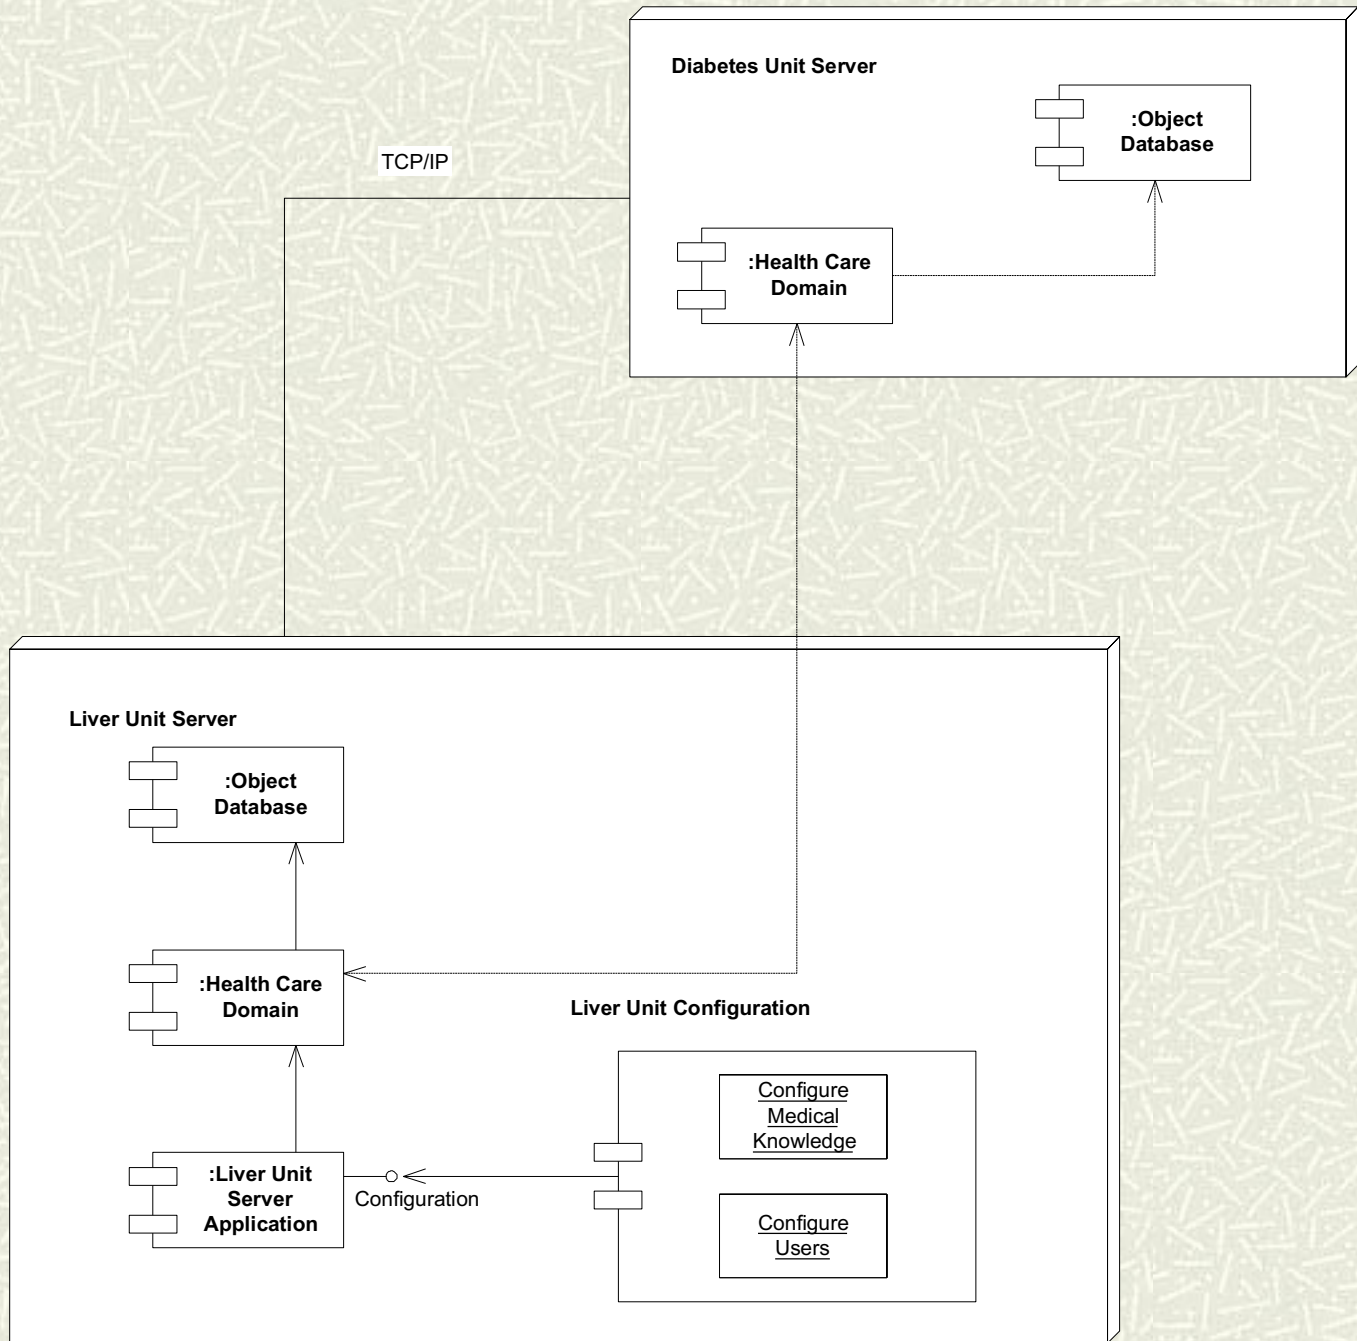 Diabetes Unit Server
:Object
Database
TCP/IP
:Health Care
Domain
Liver Unit Server
:Object
Database
:Health Care
Domain
Liver Unit Configuration
Configure
Medical
Knowledge
:Liver Unit
Server
Application
Configuration
Configure
Users